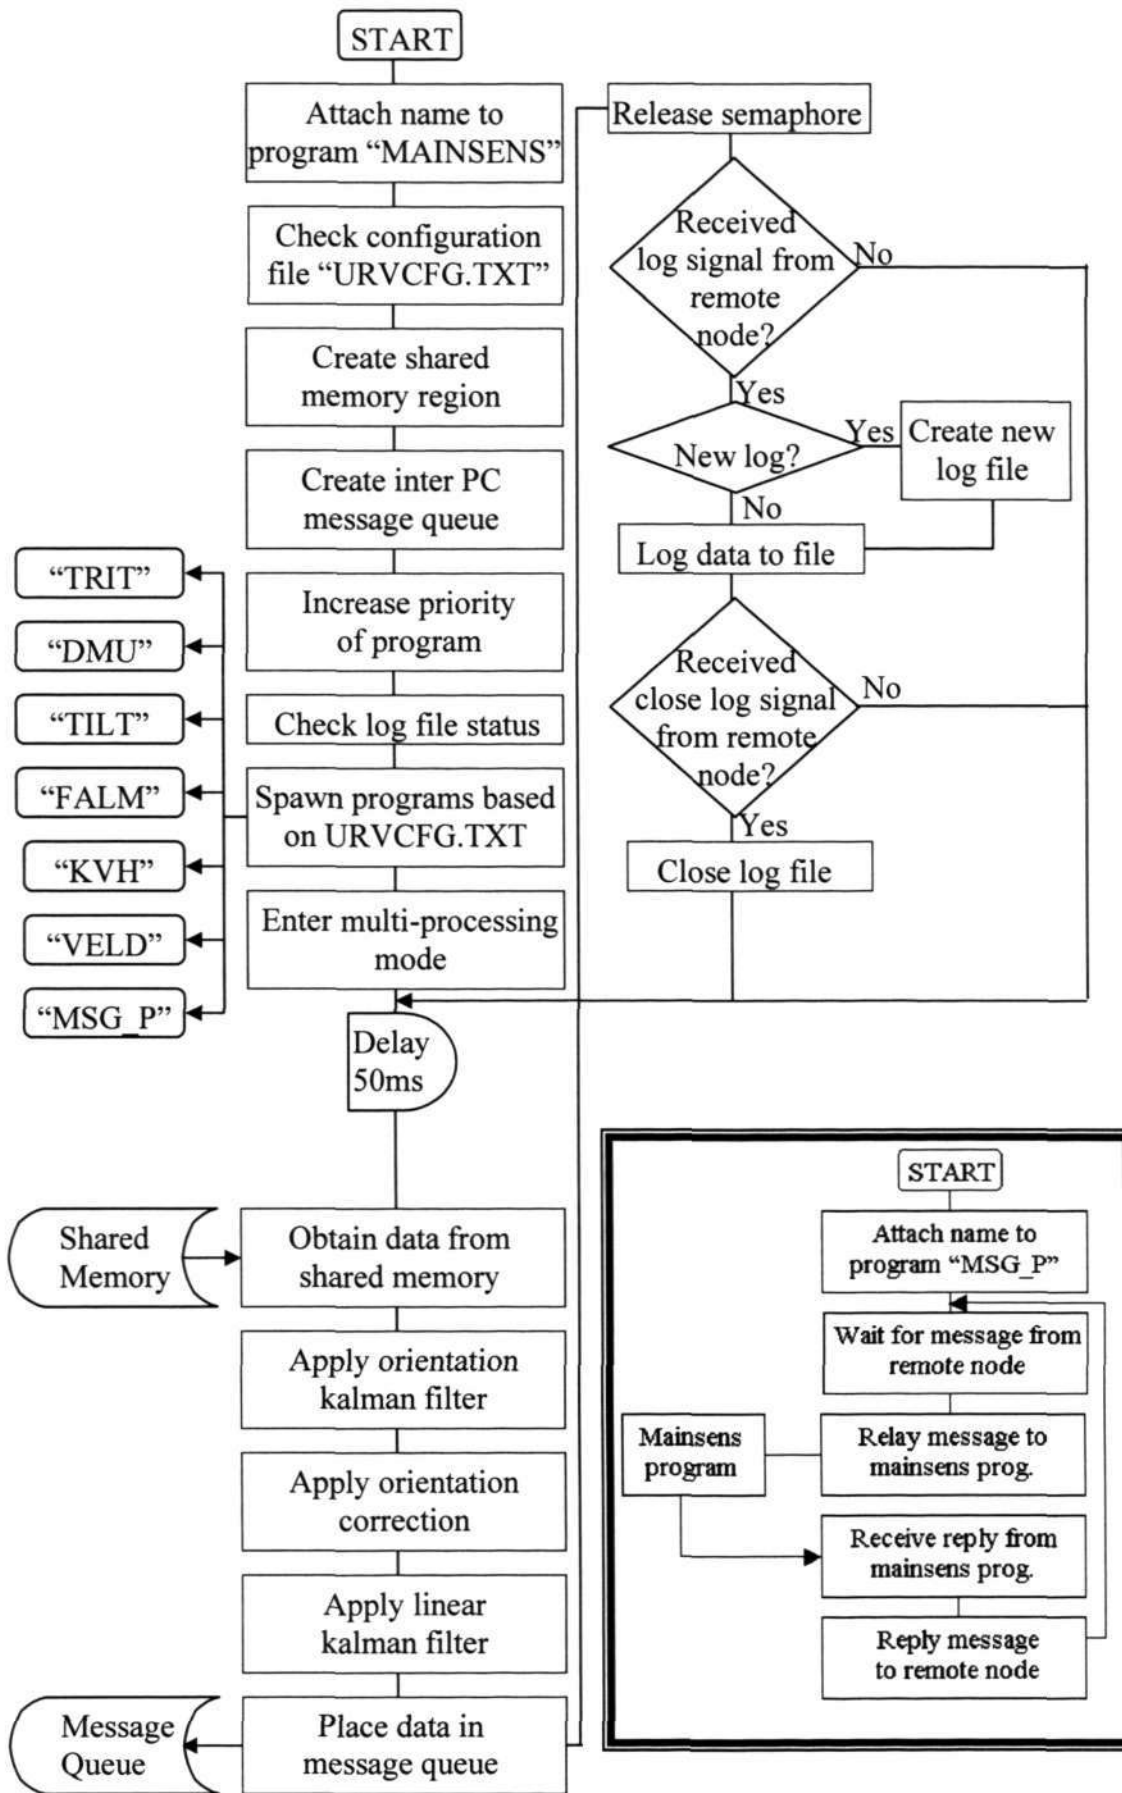 START
Attach name to
program “MAINSENS”
Check configuration
file “URVCFG.TXT”
Create shared
memory region
Create inter PC
message queue
Increase priority
of program
Check log file status
Spawn programs based
on URVCFG.TXT
Enter multi-processing
mode
“TRIT”
“DMU”
“TILT”
“FALM”
“KVH”
“VELD”
“MSG_P”
Delay
50ms
Shared
Memory
Obtain data from
shared memory
Apply orientation
kalman filter
Apply orientation
correction
Apply linear
kalman filter
Message
Queue
Place data in
message queue
Release semaphore
Received
log signal from
remote
node?
No
Yes
New log?
Yes
Create new
log file
No
Log data to file
Received
close log signal
from remote
node?
No
Yes
Close log file
START
Attach name to
program “MSG_P”
Wait for message from
remote node
Mainsens
program
Relay message to
mainsens prog.
Receive reply from
mainsens prog.
Reply message
to remote node